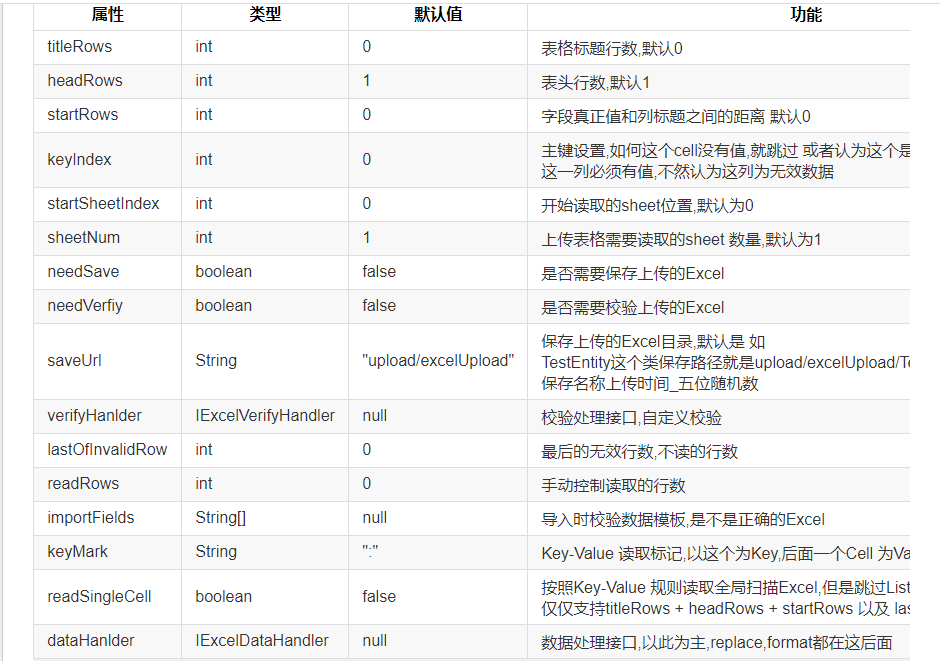 属性 类型 默认值 功能
titleRows int 0 表格标题行数,默认0
headRows int 1 表头行数,默认1
startRows int 0 字段真正值和列标题之间的距离 默认0
keyIndex int 0 主键设置,如何这个cell没有值,就跳过 或者认为这个是
这一列必须有值,不然认为这列为无效数据
startSheetIndex int 0 开始读取的sheet位置,默认为0
sheetNum int 1 上传表格需要读取的sheet 数量,默认为1
needSave boolean false 是否需要保存上传的Excel
needVerfiy boolean false 是否需要校验上传的Excel
saveUrl String "upload/excelUpload" 保存上传的Excel目录,默认是 如
TestEntity这个类保存路径就是upload/excelUpload/Te
保存名称上传时间_五位随机数
verifyHanlder IExcelVerifyHandler null 校验处理接口,自定义校验
lastOfInvalidRow int 0 最后的无效行数,不读的行数
readRows int 0 手动控制读取的行数
importFields String[] null 导入时校验数据模板,是不是正确的Excel
keyMark String ":" Key-Value 读取标记,以这个为Key,后面一个Cell 为Va
readSingleCell boolean false 按照Key-Value 规则读取全局扫描Excel,但是跳过List
仅仅支持titleRows + headRows + startRows 以及 las
dataHanlder IExcelDataHandler null 数据处理接口,以此为主,replace,format都在这后面